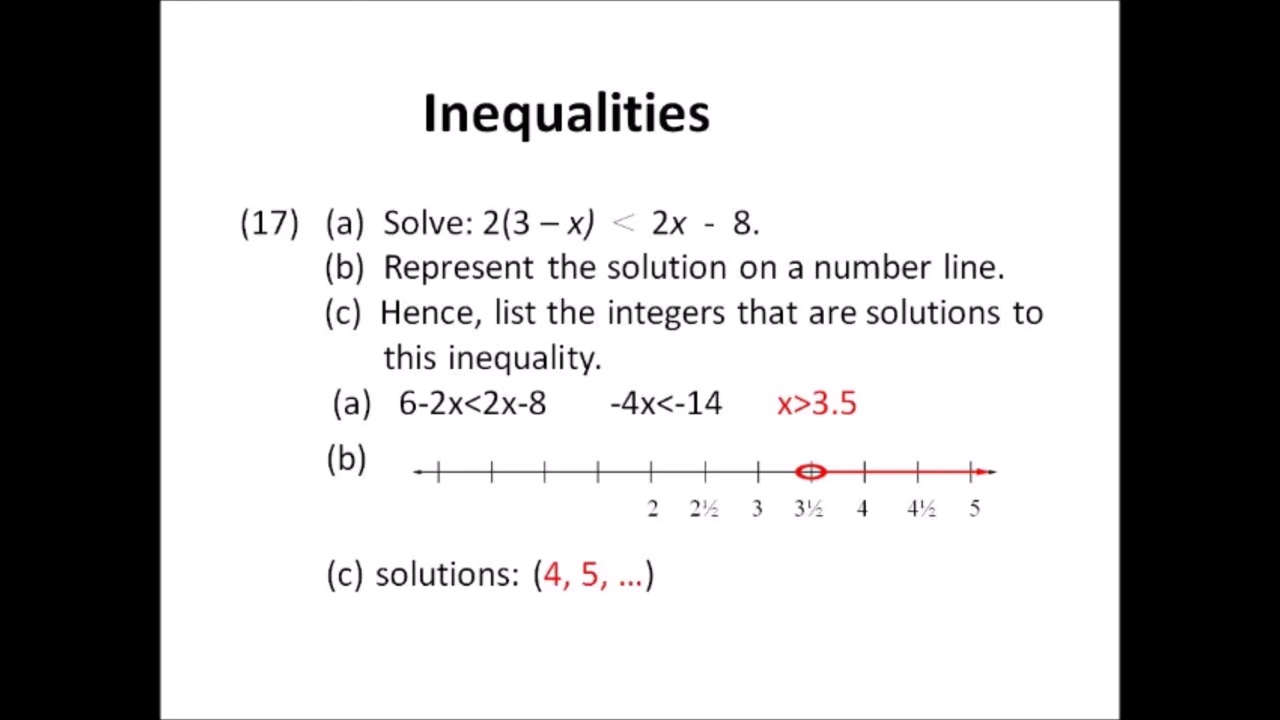 Inequalities
(17) (a) Solve: 2(3 – x) < 2x - 8.
(b) Represent the solution on a number line.
(c) Hence, list the integers that are solutions to
this inequality.
(a) 6-2x<2x-8 -4x<-14 x>3.5
(b)
2 2½ 3 3½ 4 4½ 5
(c) solutions: (4, 5, ...)